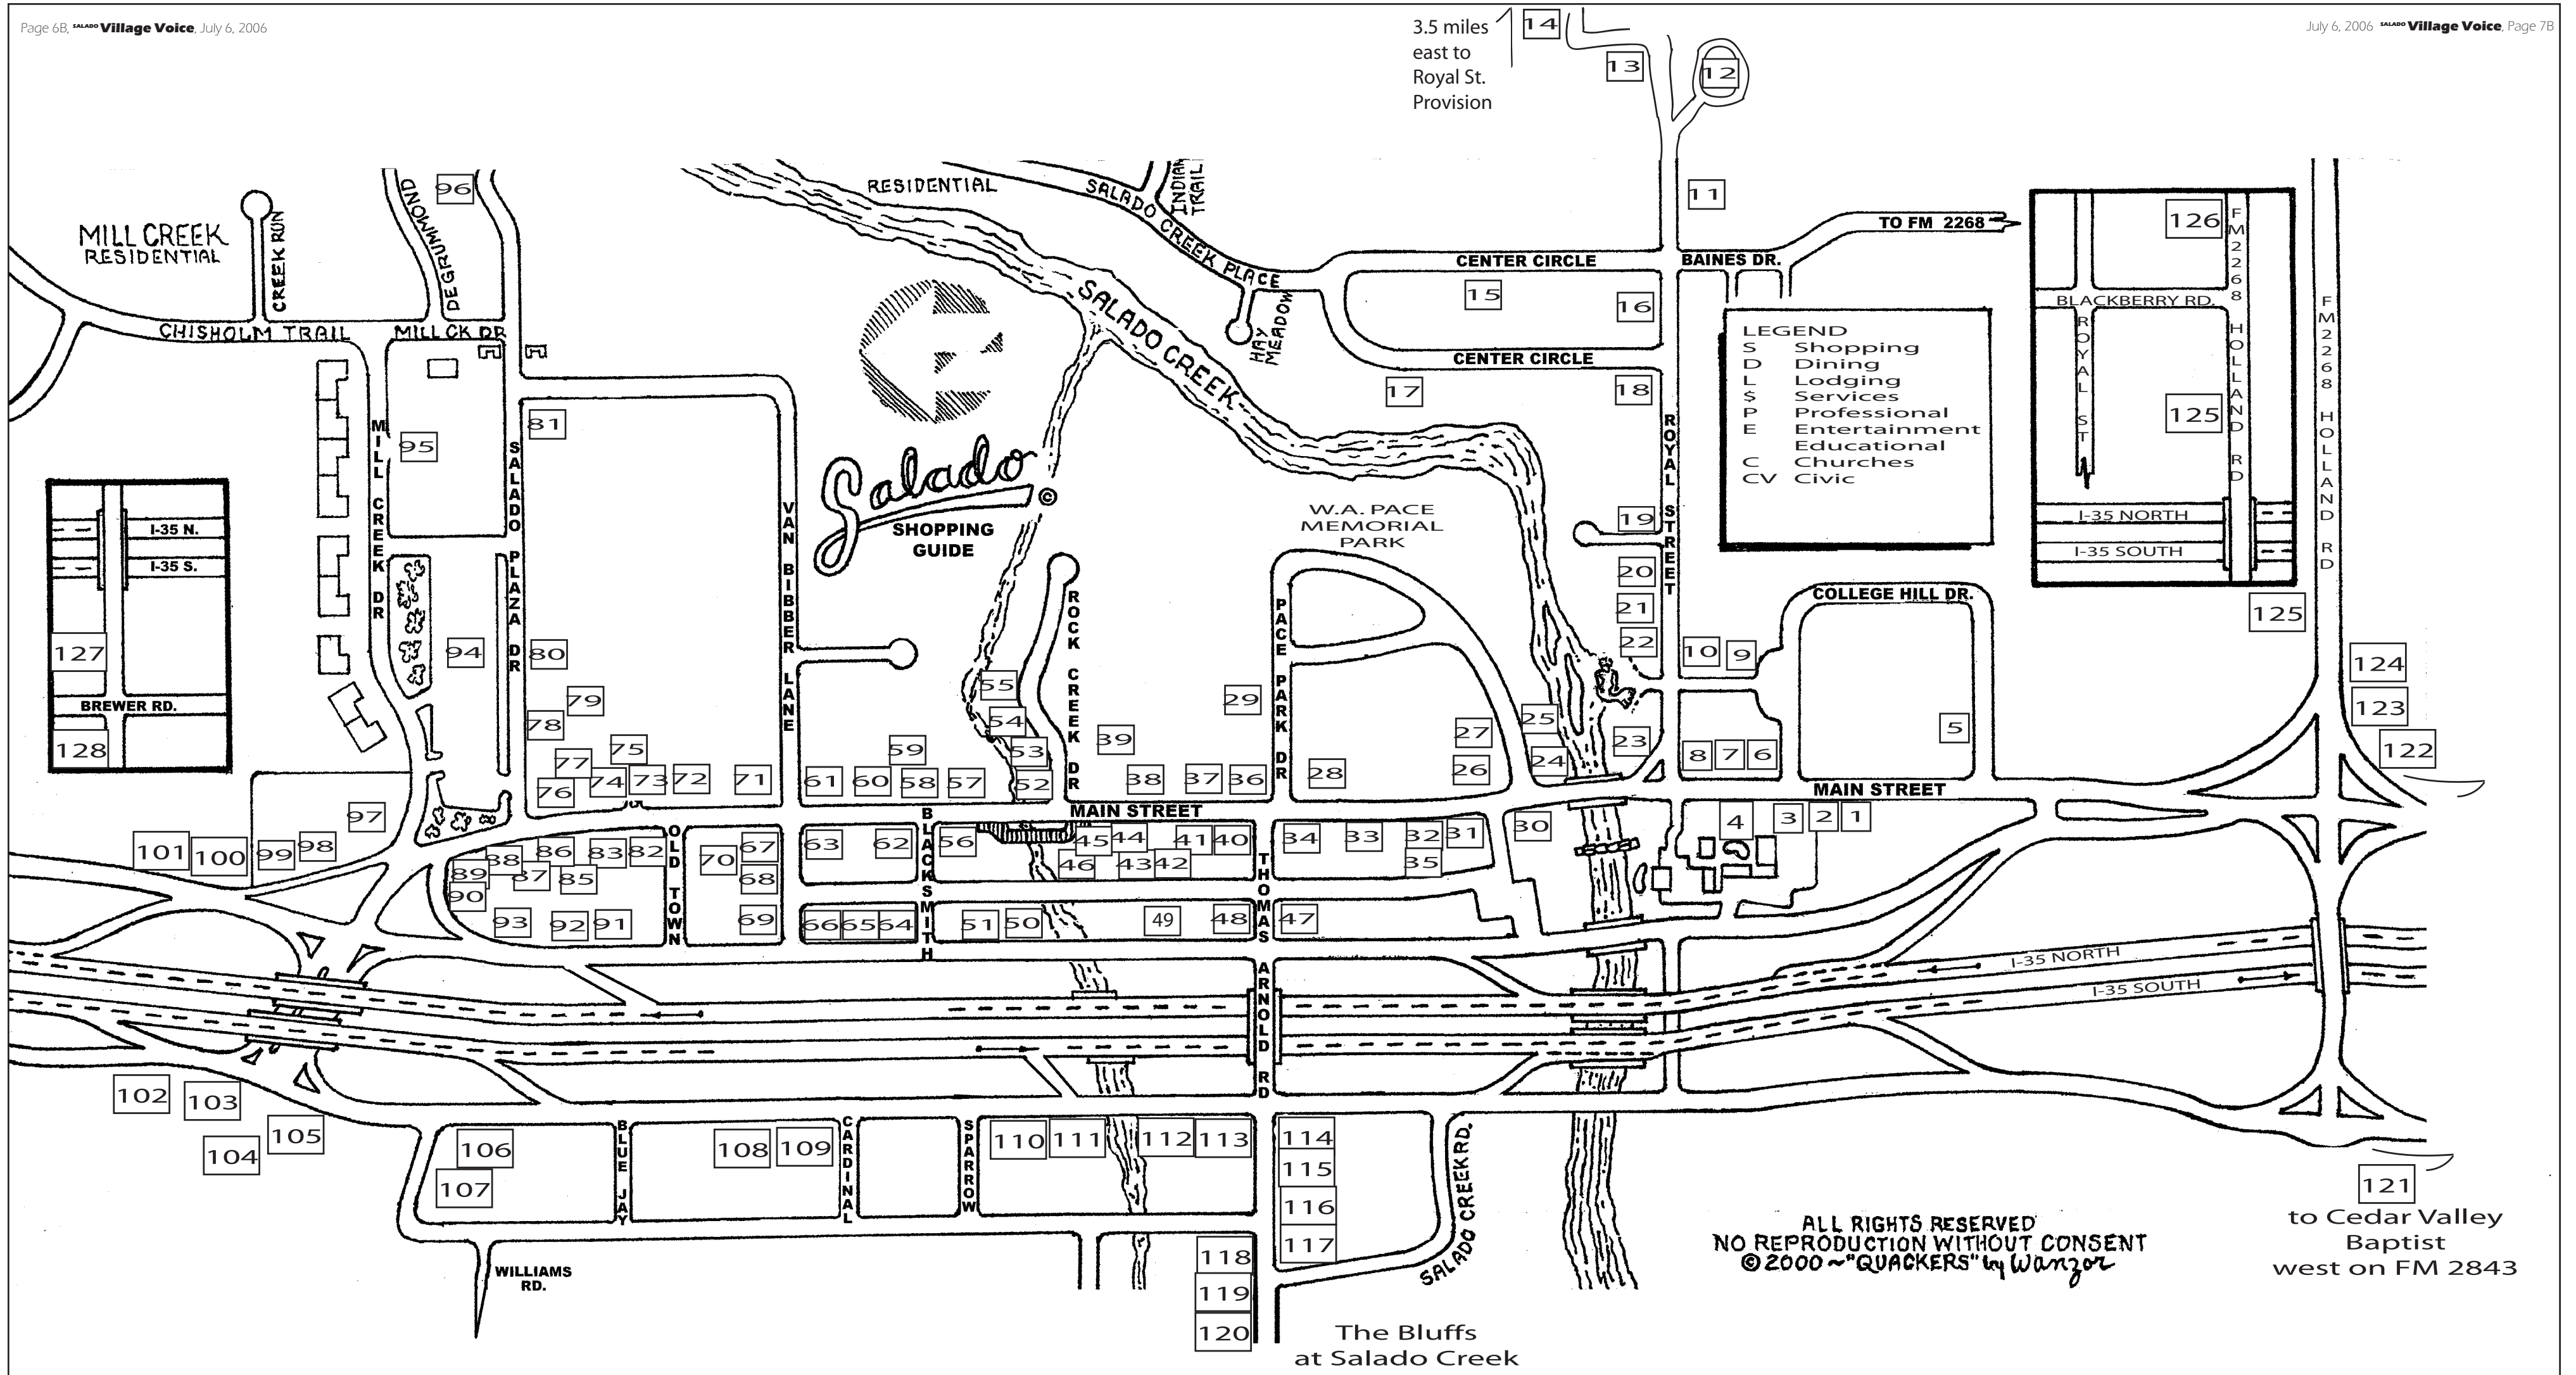 Page 6B, SALADO Village Voice, July 6, 2006
July 6, 2006 SALADO Village Voice, Page 7B
3.5 miles
east to
Royal St.
Provision
14
13
12
11
96
126
RESIDENTIAL
SALADO CREEK PLACE
INDIAN
TRAIL
MILL CREEK
RESIDENTIAL
CREEK RUN
DEGRUMMOND
TO FM 2268
CENTER CIRCLE
BAINES DR.
15
16
SALADO CREEK
HAY
MEADOW
CHISHOLM TRAIL
MILL CK DR
CENTER CIRCLE
17
18
LEGEND
S Shopping
D Dining
L Lodging
$ Services
P Professional
E Entertainment
Educational
C Churches
CV Civic
BLACKBERRY RD.
ROYAL ST
FM2268 HOLLAND RD
125
I-35 NORTH
I-35 SOUTH
FM2268 HOLLAND RD
81
95
MILL CREEK DR
SALADO PLAZA DR
VAN BIBBER LANE
Salado
©
SHOPPING
GUIDE
W.A. PACE
MEMORIAL
PARK
ROYAL STREET
19
20
21
22
I-35 N.
I-35 S.
127
BREWER RD.
128
ROCK CREEK DR
PACE PARK DR
COLLEGE HILL DR.
125
94
80
79
78
77
75
76
74
73
72
71
61
60
59
58
57
55
54
53
52
39
38
37
36
29
28
27
26
25
24
23
10
9
8
7
6
5
124
123
122
MAIN STREET
MAIN STREET
97
101
100
99
98
88
86
83
82
89
87
85
90
93
92
91
OLD TOWN
70
67
68
69
63
62
66
65
64
BLACKSMITH
56
51
50
45
44
41
40
46
43
42
49
48
THOMAS ARNOLD RD
34
33
32
31
35
47
30
4
3
2
1
I-35 NORTH
I-35 SOUTH
102
103
104
105
106
107
BLUE JAY
108
109
CARDINAL
SPARROW
110
111
112
113
114
115
116
117
118
119
120
SALADO CREEK RD.
WILLIAMS
RD.
The Bluffs
at Salado Creek
ALL RIGHTS RESERVED
NO REPRODUCTION WITHOUT CONSENT
© 2000 ~ "QUACKERS" by Wanzor
121
to Cedar Valley
Baptist
west on FM 2843